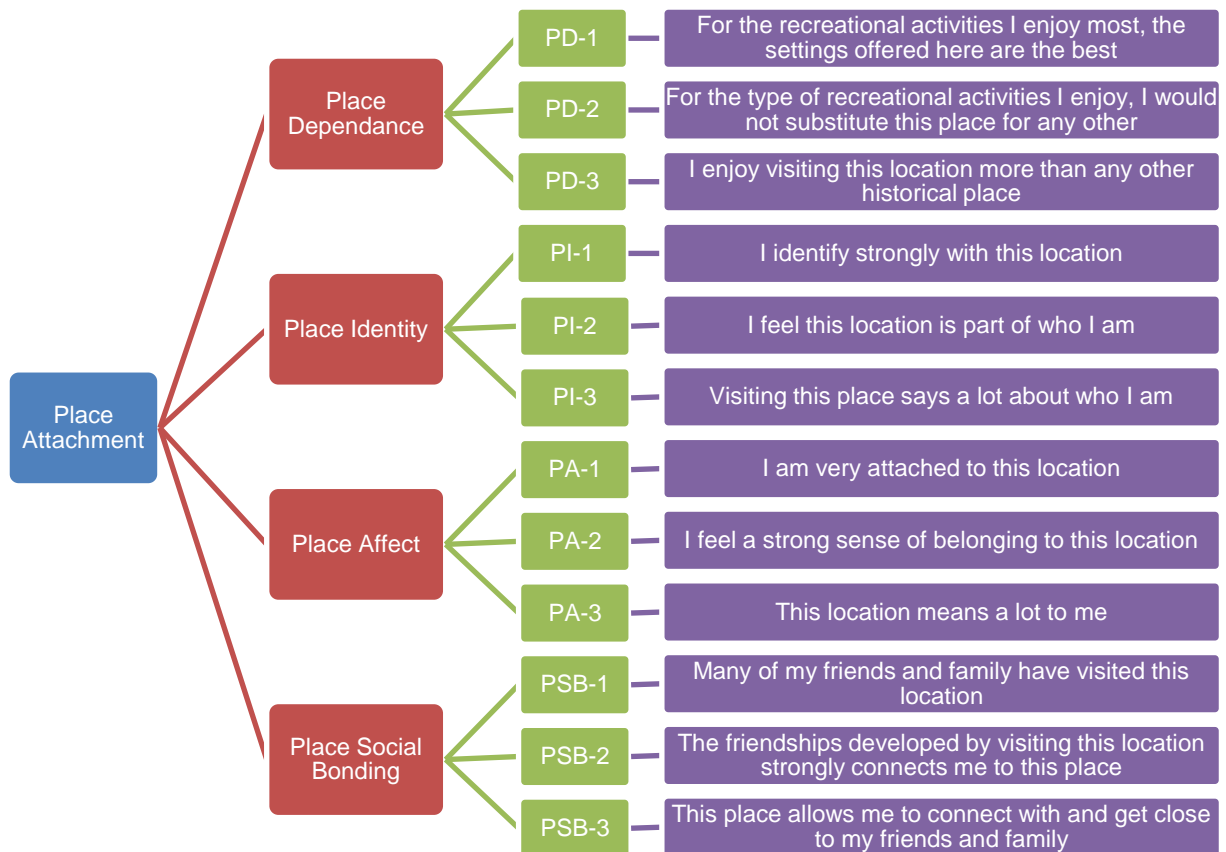 Place
Attachment
Place
Dependance
PD-1
For the recreational activities I enjoy most, the
settings offered here are the best
PD-2
For the type of recreational activities I enjoy, I would
not substitute this place for any other
PD-3
I enjoy visiting this location more than any other
historical place
Place Identity
PI-1
I identify strongly with this location
PI-2
I feel this location is part of who I am
PI-3
Visiting this place says a lot about who I am
Place Affect
PA-1
I am very attached to this location
PA-2
I feel a strong sense of belonging to this location
PA-3
This location means a lot to me
Place Social
Bonding
PSB-1
Many of my friends and family have visited this
location
PSB-2
The friendships developed by visiting this location
strongly connects me to this place
PSB-3
This place allows me to connect with and get close
to my friends and family